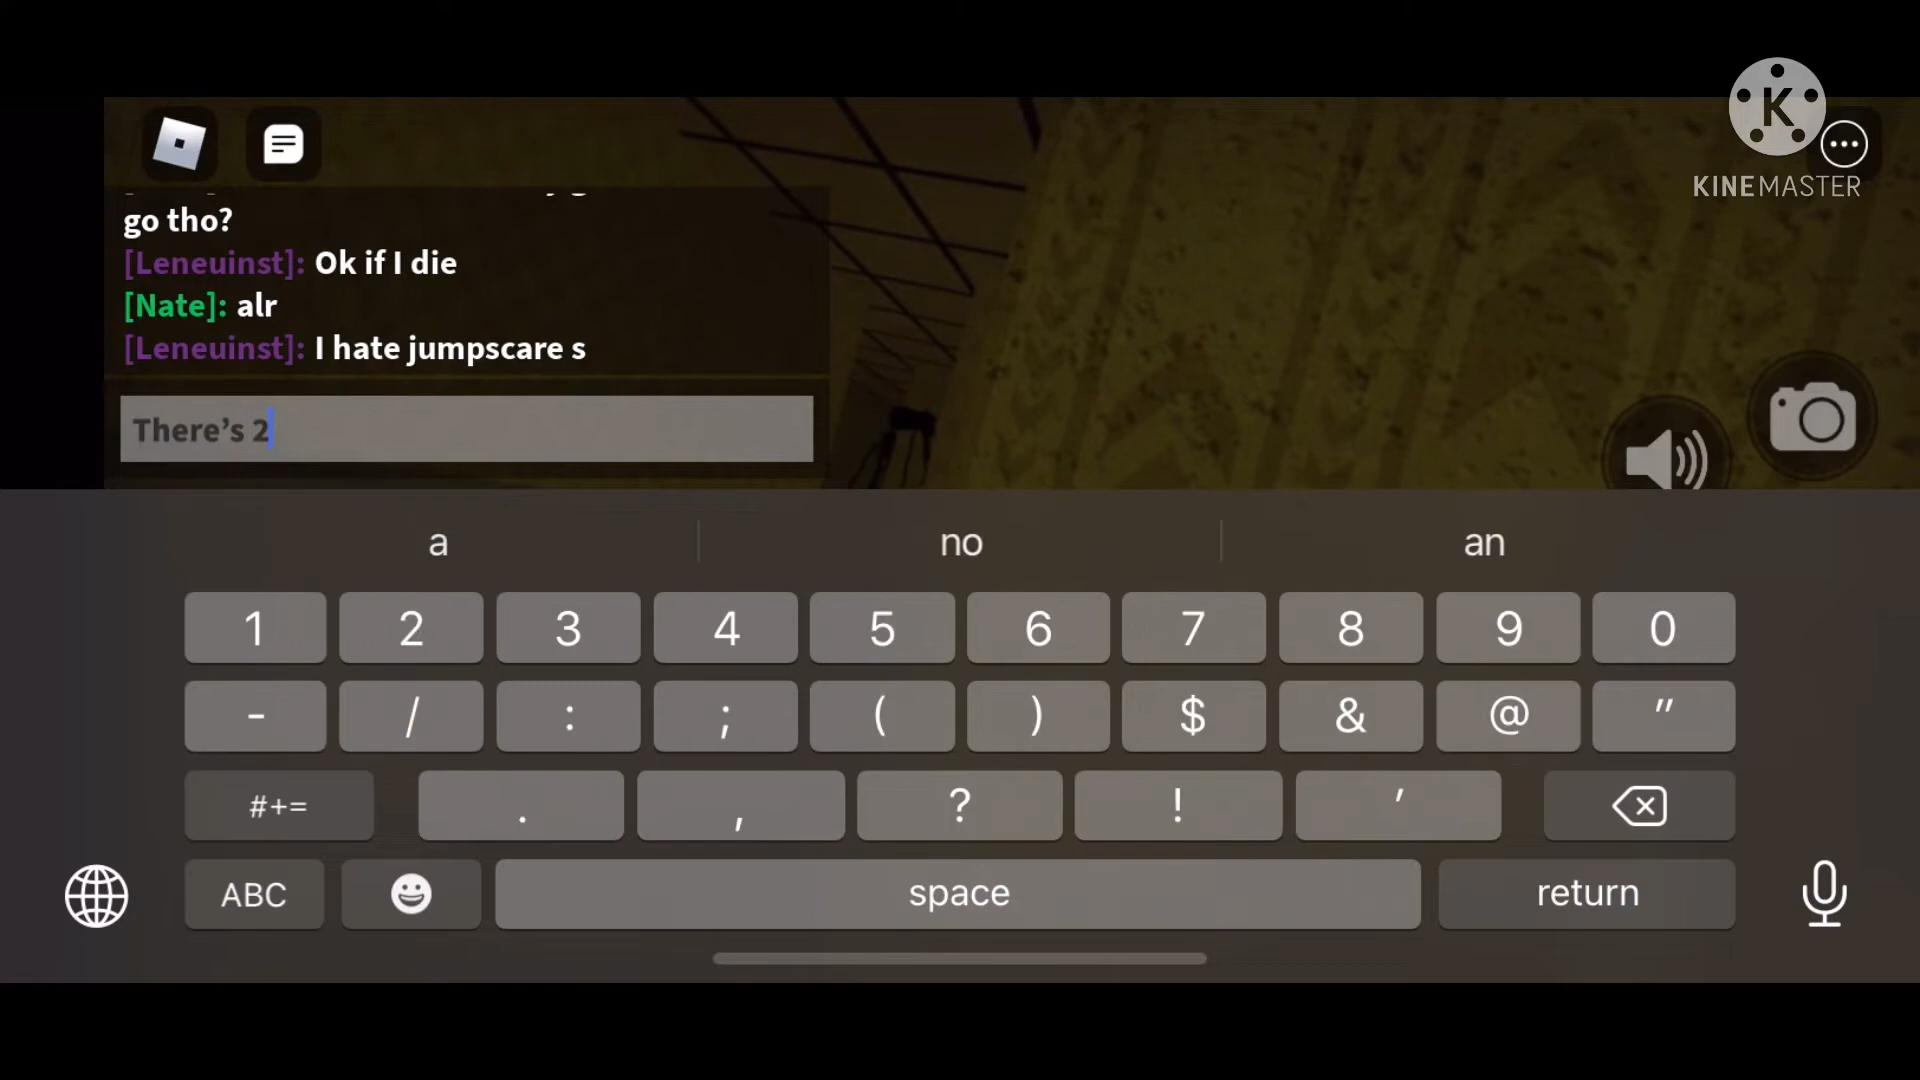 KINEMASTER
go tho?
[Leneuinst]: Ok if I die
[Nate]: alr
[Leneuinst]: I hate jumpscare s
There’s 2
a no an
1 2 3 4 5 6 7 8 9 0
- / : ; ( ) $ & @ "
#+= . , ? ! '
ABC space return